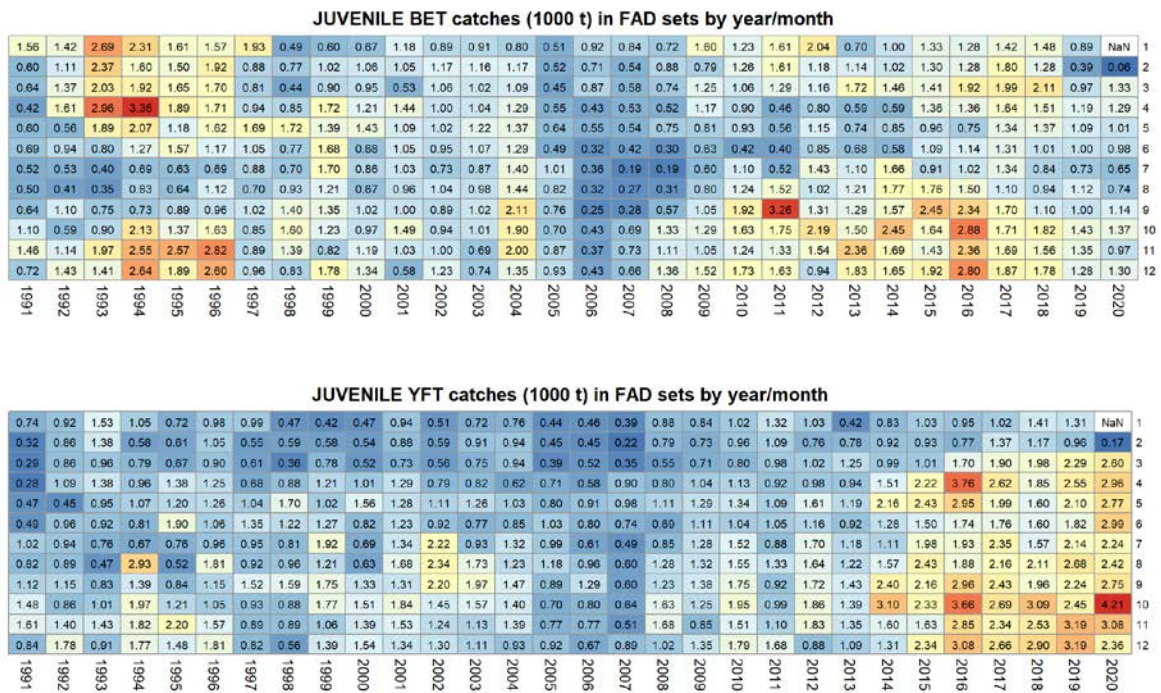 JUVENILE BET catches (1000 t) in FAD sets by year/month
1.56 1.42 2.69 2.31 1.61 1.57 1.93 0.49 0.60 0.67 1.18 0.89 0.91 0.80 0.51 0.92 0.84 0.72 1.60 1.23 1.61 2.04 0.70 1.00 1.33 1.28 1.42 1.48 0.89 NaN 1
0.60 1.11 2.37 1.60 1.50 1.92 0.88 0.77 1.02 1.06 1.05 1.17 1.16 1.17 0.52 0.71 0.54 0.88 0.79 1.26 1.61 1.18 1.14 1.02 1.30 1.28 1.80 1.28 0.39 0.06 2
0.64 1.37 2.03 1.92 1.65 1.70 0.81 0.44 0.90 0.95 0.53 1.06 1.02 1.09 0.45 0.87 0.58 0.74 1.25 1.06 1.29 1.16 1.72 1.46 1.41 1.92 1.99 2.11 0.97 1.33 3
0.42 1.61 2.96 3.36 1.89 1.71 0.94 0.85 1.72 1.21 1.44 1.00 1.04 1.29 0.55 0.43 0.53 0.52 1.17 0.90 0.46 0.80 0.59 0.59 1.36 1.36 1.64 1.51 1.19 1.29 4
0.60 0.56 1.89 2.07 1.18 1.62 1.69 1.72 1.39 1.43 1.09 1.02 1.22 1.37 0.64 0.55 0.54 0.75 0.81 0.93 0.56 1.15 0.74 0.85 0.96 0.75 1.34 1.37 1.09 1.01 5
0.69 0.94 0.80 1.27 1.57 1.17 1.05 0.77 1.68 0.68 1.05 0.95 1.07 1.29 0.49 0.32 0.42 0.30 0.63 0.42 0.40 0.85 0.68 0.58 1.09 1.14 1.31 1.01 1.00 0.98 6
0.52 0.53 0.40 0.69 0.63 0.69 0.88 0.70 1.70 0.86 1.03 0.73 0.87 1.40 1.01 0.36 0.19 0.19 0.60 1.10 0.52 1.43 1.10 1.66 0.91 1.02 1.34 0.84 0.73 0.65 7
0.50 0.41 0.35 0.83 0.64 1.12 0.70 0.93 1.21 0.67 0.96 1.04 0.98 1.44 0.82 0.32 0.27 0.31 0.80 1.24 1.52 1.02 1.21 1.77 1.76 1.50 1.10 0.94 1.12 0.74 8
0.64 1.10 0.75 0.73 0.89 0.96 1.02 1.40 1.35 1.02 1.00 0.89 1.02 2.11 0.76 0.25 0.28 0.57 1.05 1.92 3.26 1.31 1.29 1.57 2.45 2.34 1.70 1.10 1.00 1.14 9
1.10 0.59 0.90 2.13 1.37 1.63 0.85 1.60 1.23 0.97 1.49 0.94 1.01 1.90 0.70 0.43 0.69 1.33 1.29 1.63 1.75 2.19 1.50 2.45 1.64 2.88 1.71 1.82 1.43 1.37 10
1.46 1.14 1.97 2.55 2.57 2.82 0.89 1.39 0.82 1.19 1.03 1.00 0.69 2.00 0.87 0.37 0.73 1.11 1.05 1.24 1.33 1.54 2.36 1.69 1.43 2.36 1.69 1.56 1.35 0.97 11
0.72 1.43 1.41 2.64 1.89 2.60 0.96 0.83 1.78 1.34 0.58 1.23 0.74 1.35 0.93 0.43 0.66 1.36 1.52 1.73 1.63 0.94 1.83 1.65 1.92 2.80 1.87 1.78 1.28 1.30 12
1991 1992 1993 1994 1995 1996 1997 1998 1999 2000 2001 2002 2003 2004 2005 2006 2007 2008 2009 2010 2011 2012 2013 2014 2015 2016 2017 2018 2019 2020
JUVENILE YFT catches (1000 t) in FAD sets by year/month
0.74 0.92 1.53 1.05 0.72 0.98 0.99 0.47 0.42 0.47 0.94 0.51 0.72 0.76 0.44 0.46 0.39 0.88 0.84 1.02 1.32 1.03 0.42 0.83 1.03 0.95 1.02 1.41 1.31 NaN 1
0.32 0.86 1.38 0.58 0.61 1.05 0.55 0.59 0.58 0.54 0.88 0.59 0.91 0.94 0.45 0.45 0.22 0.79 0.73 0.96 1.09 0.76 0.78 0.92 0.93 0.77 1.37 1.17 0.96 0.17 2
0.29 0.86 0.96 0.79 0.67 0.90 0.61 0.36 0.78 0.52 0.73 0.56 0.75 0.94 0.39 0.52 0.35 0.55 0.71 0.80 0.98 1.02 1.25 0.99 1.01 1.70 1.90 1.98 2.29 2.60 3
0.28 1.09 1.38 0.96 1.38 1.25 0.68 0.88 1.21 1.01 1.29 0.79 0.82 0.62 0.71 0.58 0.90 0.80 1.04 1.13 0.92 0.98 0.94 1.51 2.22 3.76 2.62 1.85 2.55 2.96 4
0.47 0.45 0.95 1.07 1.20 1.26 1.04 1.70 1.02 1.56 1.28 1.11 1.26 1.03 0.80 0.91 0.98 1.11 1.29 1.34 1.09 1.61 1.19 2.16 2.43 2.95 1.99 1.60 2.10 2.77 5
0.49 0.96 0.92 0.81 1.90 1.06 1.35 1.22 1.27 0.82 1.23 0.92 0.77 0.85 1.03 0.80 0.74 0.69 1.11 1.04 1.05 1.16 0.92 1.28 1.50 1.74 1.76 1.60 1.82 2.99 6
1.02 0.94 0.76 0.67 0.76 0.96 0.95 0.81 1.92 0.69 1.34 2.22 0.93 1.32 0.99 0.61 0.49 0.85 1.28 1.52 0.88 1.70 1.18 1.11 1.98 1.93 2.35 1.57 2.14 2.24 7
0.82 0.89 0.47 2.93 0.52 1.81 0.92 0.96 1.21 0.63 1.68 2.34 1.73 1.23 1.18 0.96 0.60 1.28 1.32 1.55 1.33 1.64 1.22 1.57 2.43 1.88 2.16 2.11 2.68 2.42 8
1.12 1.15 0.83 1.39 0.84 1.15 1.52 1.59 1.75 1.33 1.31 2.20 1.97 1.47 0.89 1.29 0.60 1.23 1.38 1.75 0.92 1.72 1.43 2.40 2.16 2.96 2.43 1.96 2.24 2.75 9
1.48 0.86 1.01 1.97 1.21 1.05 0.93 0.88 1.77 1.51 1.84 1.45 1.57 1.40 0.70 0.80 0.64 1.63 1.25 1.95 0.99 1.86 1.39 3.10 2.33 3.66 2.69 3.09 2.45 4.21 10
1.61 1.40 1.43 1.82 2.20 1.57 0.89 0.89 1.06 1.39 1.53 1.24 1.13 0.64 0.77 0.77 0.51 1.68 0.85 1.51 1.10 1.83 1.35 1.60 1.63 2.85 2.34 2.53 3.19 3.08 11
0.84 1.78 0.91 1.77 1.48 1.81 0.82 0.56 1.39 1.54 1.34 1.30 1.11 0.93 0.92 0.67 0.89 1.02 1.35 1.79 1.68 0.88 1.09 1.31 2.34 3.08 2.66 2.90 3.19 2.36 12
1991 1992 1993 1994 1995 1996 1997 1998 1999 2000 2001 2002 2003 2004 2005 2006 2007 2008 2009 2010 2011 2012 2013 2014 2015 2016 2017 2018 2019 2020